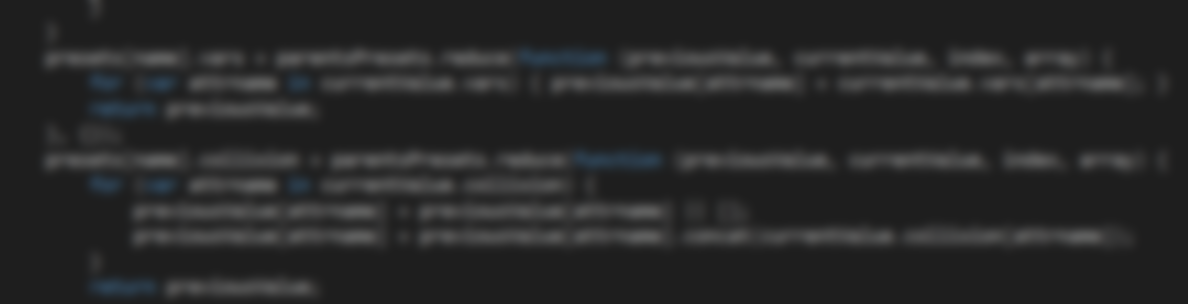 }
}
presets[name].vars = parentsPresets.reduce(function (previousValue, currentValue, index, array) {
for (var attrname in currentValue.vars) { previousValue[attrname] = currentValue.vars[attrname]; }
return previousValue;
}, {});
presets[name].collision = parentsPresets.reduce(function (previousValue, currentValue, index, array) {
for (var attrname in currentValue.collision) {
previousValue[attrname] = previousValue[attrname] || [];
previousValue[attrname] = previousValue[attrname].concat(currentValue.collision[attrname]);
}
return previousValue;